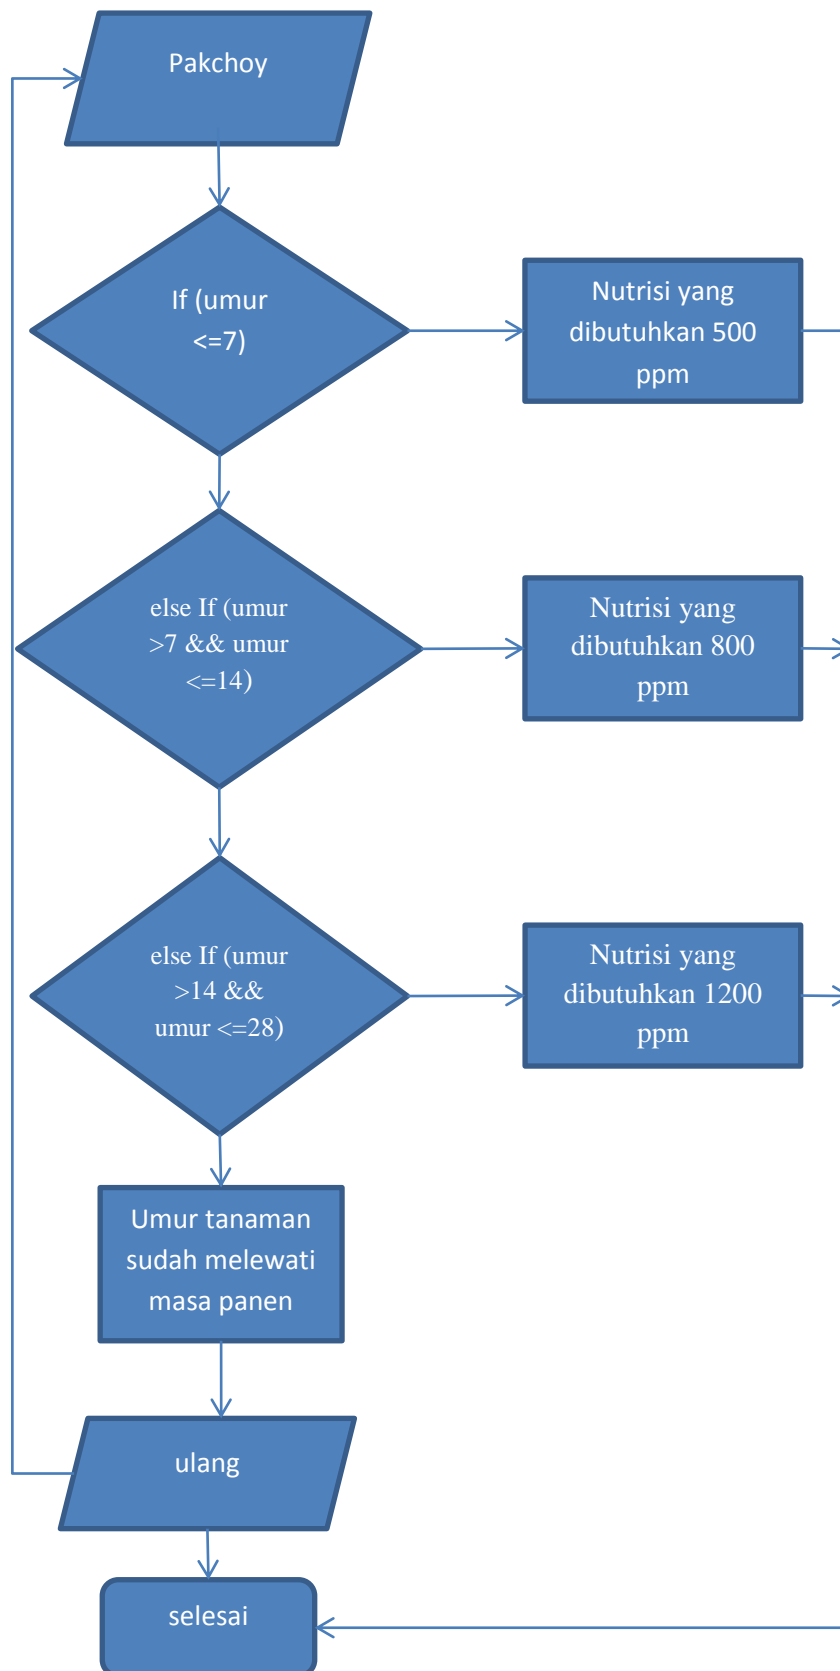 Pakchoy
If (umur
<=7)
Nutrisi yang
dibutuhkan 500
ppm
else If (umur
>7 && umur
<=14)
Nutrisi yang
dibutuhkan 800
ppm
else If (umur
>14 &&
umur <=28)
Nutrisi yang
dibutuhkan 1200
ppm
Umur tanaman
sudah melewati
masa panen
ulang
selesai